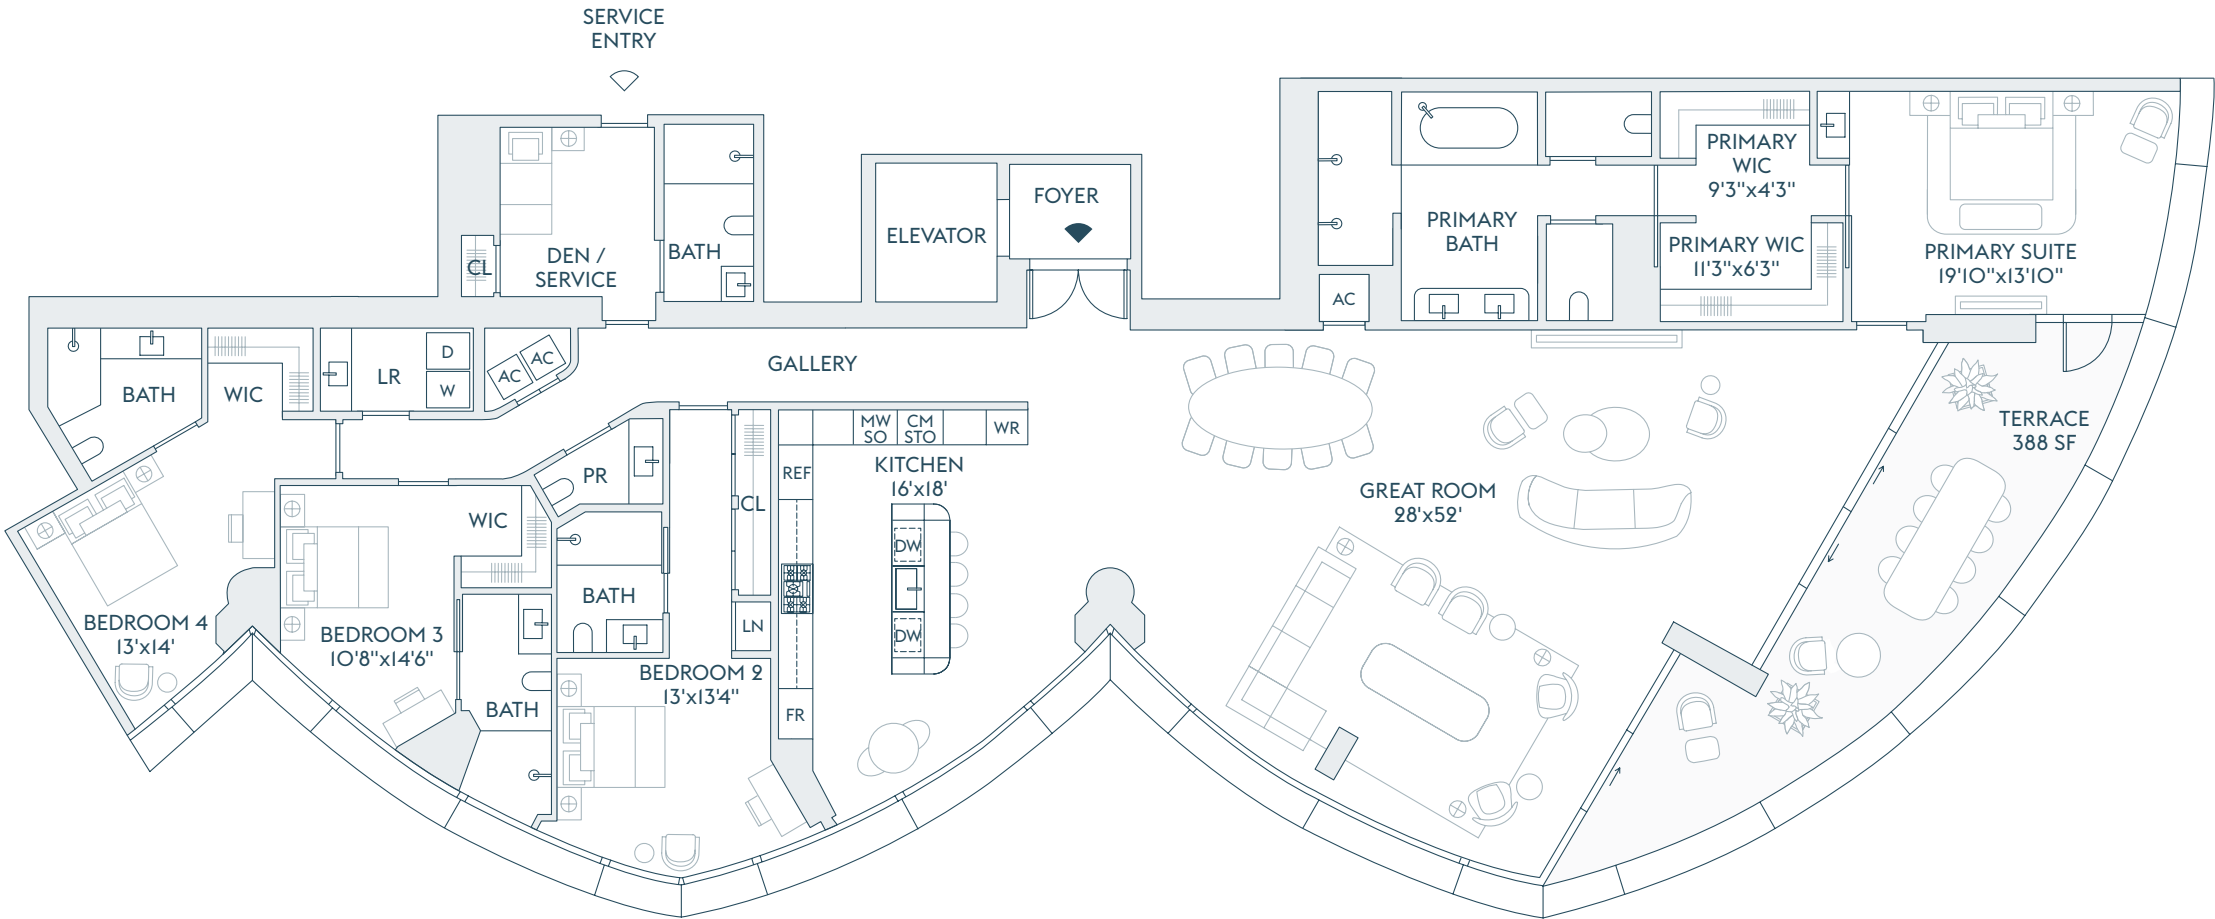 SERVICE
ENTRY
FOYER
ELEVATOR
BATH
CL
DEN /
SERVICE
PRIMARY
WIC
9'3"x4'3"
PRIMARY
BATH
PRIMARY WIC
11'3"x6'3"
PRIMARY SUITE
19'10"x13'10"
AC
BATH
WIC
LR
D
W
AC
AC
GALLERY
TERRACE
388 SF
MW
SO
CM
STO
WR
KITCHEN
16'x18'
REF
PR
CL
WIC
GREAT ROOM
28'x52'
DW
DW
BATH
LN
BEDROOM 4
13'x14'
BEDROOM 3
10'8"x14'6"
BEDROOM 2
13'x13'4"
BATH
FR